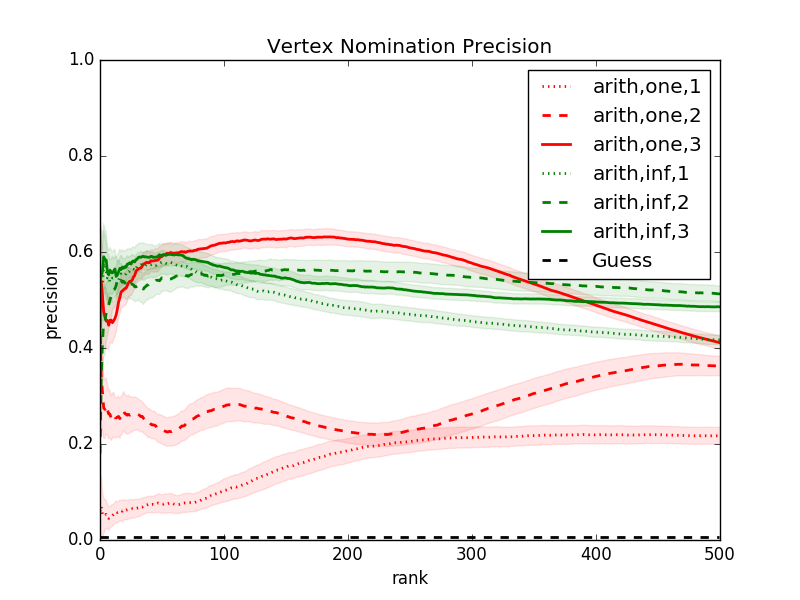 Vertex Nomination Precision
1.0
0.8
0.6
0.4
0.2
0.0
precision
arith,one,1
arith,one,2
arith,one,3
arith,inf,1
arith,inf,2
arith,inf,3
Guess
0 100 200 300 400 500
rank